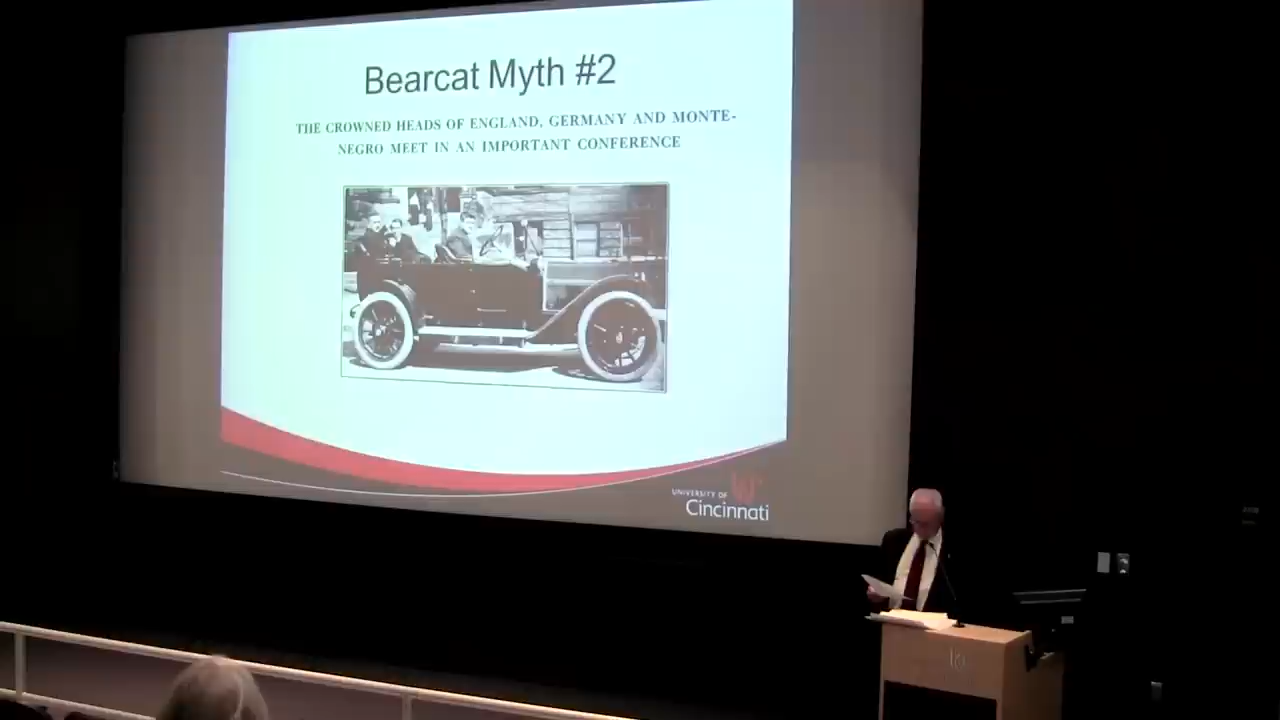 Bearcat Myth #2
THE CROWNED HEADS OF ENGLAND, GERMANY AND MONTE-
NEGRO MEET IN AN IMPORTANT CONFERENCE
UNIVERSITY OF
Cincinnati